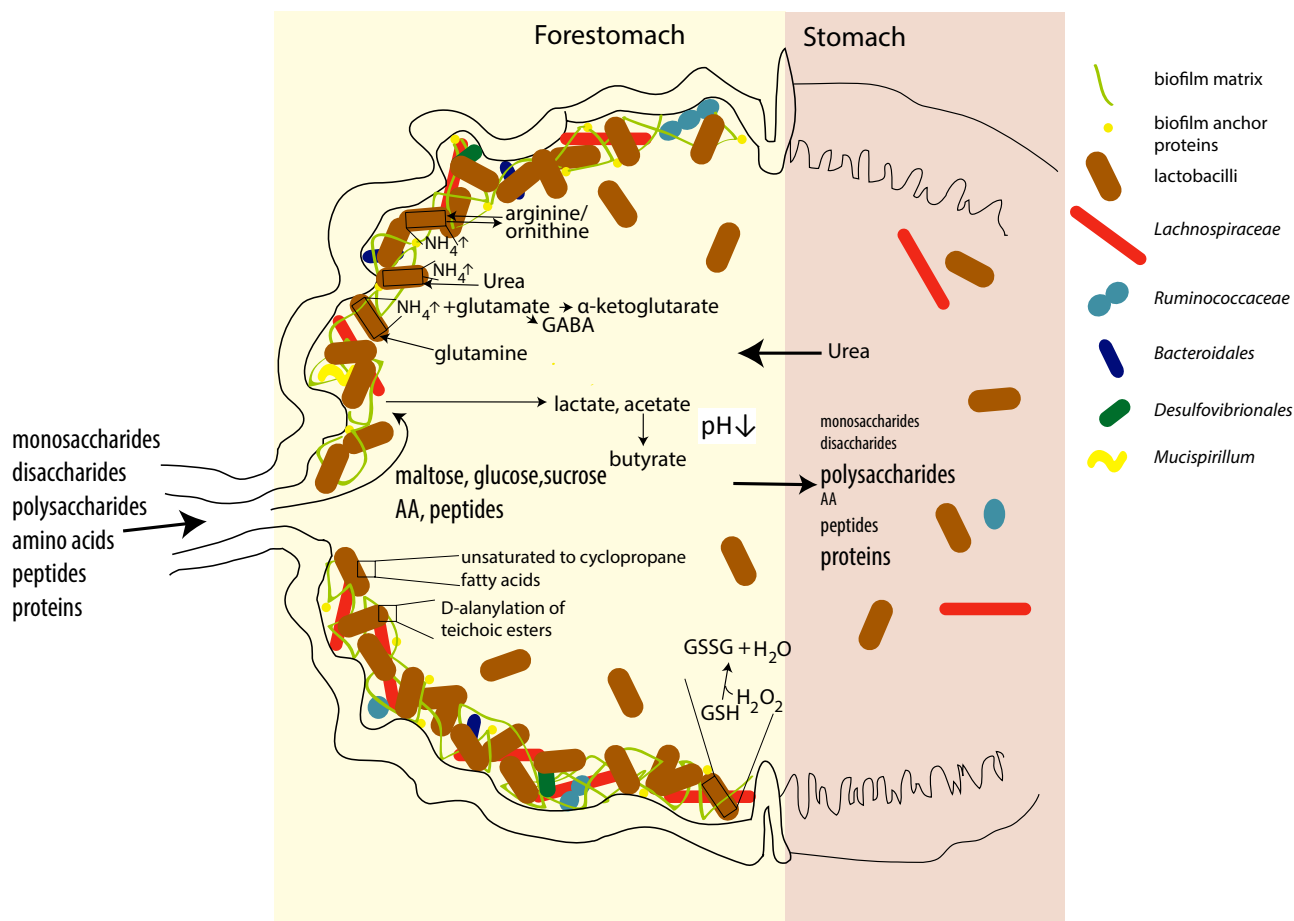 Forestomach
Stomach
biofilm matrix
biofilm anchor
proteins
lactobacilli
Lachnospiraceae
Ruminococcaceae
Bacteroidales
Desulfovibrionales
Mucispirillum
arginine/
ornithine
NH4↑
NH4↑
Urea
NH4↑ +glutamate → α-ketoglutarate
GABA
glutamine
Urea
lactate, acetate
pH↓
butyrate
monosaccharides
disaccharides
polysaccharides
amino acids
peptides
proteins
maltose, glucose,sucrose
AA, peptides
monosaccharides
disaccharides
polysaccharides
AA
peptides
proteins
unsaturated to cyclopropane
fatty acids
D-alanylation of
teichoic esters
GSSG +H2O
H2O2
GSH